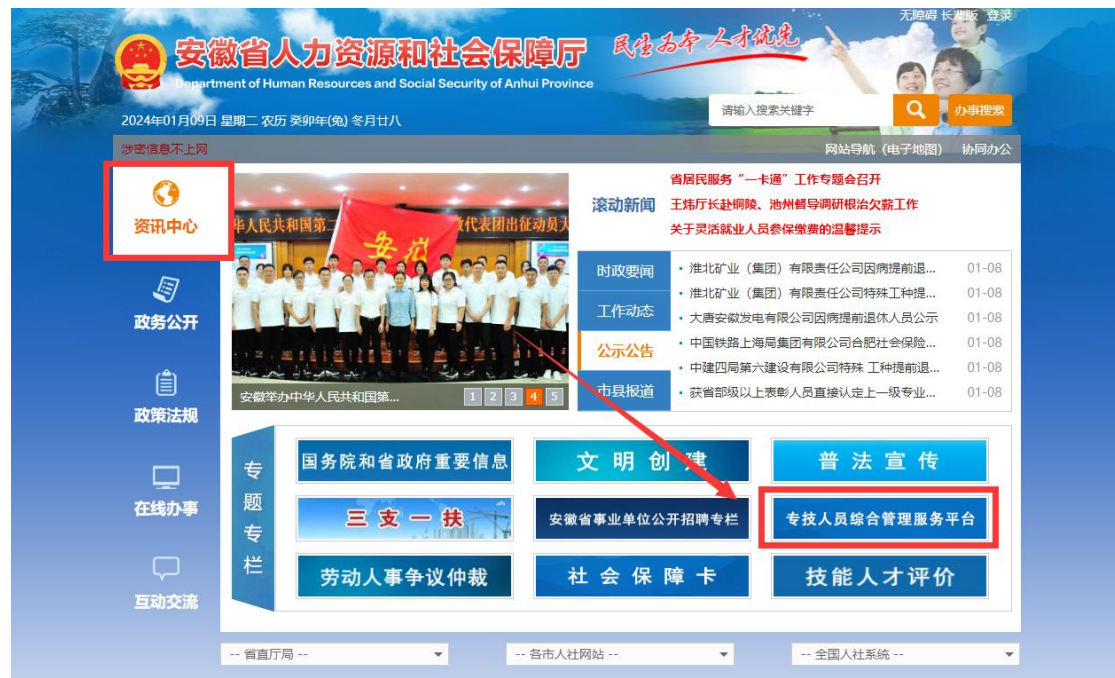 无障碍 长辈版 登录
安徽省人力资源和社会保障厅
民生为本 人才优先
Department of Human Resources and Social Security of Anhui Province
请输入搜索关键字
办事搜索
2024年01月09日 星期二 农历 癸卯年(兔) 冬月廿八
涉密信息不上网
网站导航（电子地图） 协同办公
资讯中心
政务公开
政策法规
在线办事
互动交流
安徽
安徽举办中华人民共和国第...
1 2 3 4 5
滚动新闻
省居民服务“一卡通”工作专题会召开
王炜厅长赴铜陵、池州督导调研根治欠薪工作
关于灵活就业人员参保缴费的温馨提示
时政要闻
工作动态
公示公告
市县报道
· 淮北矿业（集团）有限责任公司因病提前退... 01-08
· 淮北矿业（集团）有限责任公司特殊工种提... 01-08
· 大唐安徽发电有限公司因病提前退休人员公示 01-08
· 中国铁路上海局集团有限公司合肥社会保险... 01-08
· 中建四局第六建设有限公司特殊 工种提前退... 01-08
· 获省部级以上表彰人员直接认定上一级专业... 01-08
专题专栏
国务院和省政府重要信息
文明创建
普法宣传
三支一扶
安徽省事业单位公开招聘专栏
专技人员综合管理服务平台
劳动人事争议仲裁
社会保障卡
技能人才评价
-- 省直厅局 --
-- 各市人社网站 --
-- 全国人社系统 --